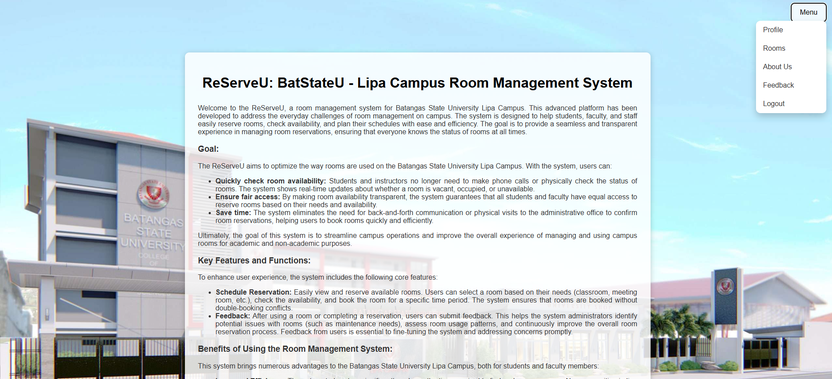 Menu
Profile
Rooms
About Us
Feedback
Logout
ReServeU: BatStateU - Lipa Campus Room Management System
Welcome to the ReServeU, a room management system for Batangas State University Lipa Campus. This advanced platform has been
developed to address the everyday challenges of room management on campus. The system is designed to help students, faculty, and staff
easily reserve rooms, check availability, and plan their schedules with ease and efficiency. The goal is to provide a seamless and transparent
experience in managing room reservations, ensuring that everyone knows the status of rooms at all times.
Goal:
The ReServeU aims to optimize the way rooms are used on the Batangas State University Lipa Campus. With the system, users can:
• Quickly check room availability: Students and instructors no longer need to make phone calls or physically check the status of
rooms. The system shows real-time updates about whether a room is vacant, occupied, or unavailable.
• Ensure fair access: By making room availability transparent, the system guarantees that all students and faculty have equal access to
reserve rooms based on their needs and availability.
• Save time: The system eliminates the need for back-and-forth communication or physical visits to the administrative office to confirm
room reservations, helping users to book rooms quickly and efficiently.
Ultimately, the goal of this system is to streamline campus operations and improve the overall experience of managing and using campus
rooms for academic and non-academic purposes.
Key Features and Functions:
To enhance user experience, the system includes the following core features:
• Schedule Reservation: Easily view and reserve available rooms. Users can select a room based on their needs (classroom, meeting
room, etc.), check the availability, and book the room for a specific time period. The system ensures that rooms are booked without
double-booking conflicts.
• Feedback: After using a room or completing a reservation, users can submit feedback. This helps the system administrators identify
potential issues with rooms (such as maintenance needs), assess room usage patterns, and continuously improve the overall room
reservation process. Feedback from users is essential to fine-tuning the system and addressing concerns promptly.
Benefits of Using the Room Management System:
This system brings numerous advantages to the Batangas State University Lipa Campus, both for students and faculty members:
BATANGAS
STATE
UNIVERSITY